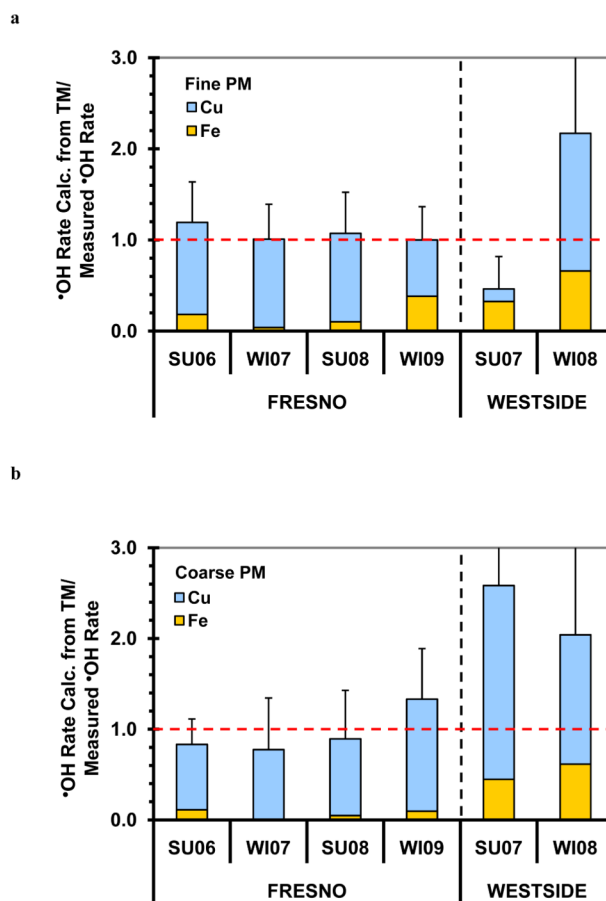 a
•OH Rate Calc. from TM/
Measured •OH Rate
3.0
2.0
1.0
0.0
Fine PM
Cu
Fe
SU06 WI07 SU08 WI09 SU07 WI08
FRESNO WESTSIDE
b
•OH Rate Calc. from TM/
Measured •OH Rate
3.0
2.0
1.0
0.0
Coarse PM
Cu
Fe
SU06 WI07 SU08 WI09 SU07 WI08
FRESNO WESTSIDE